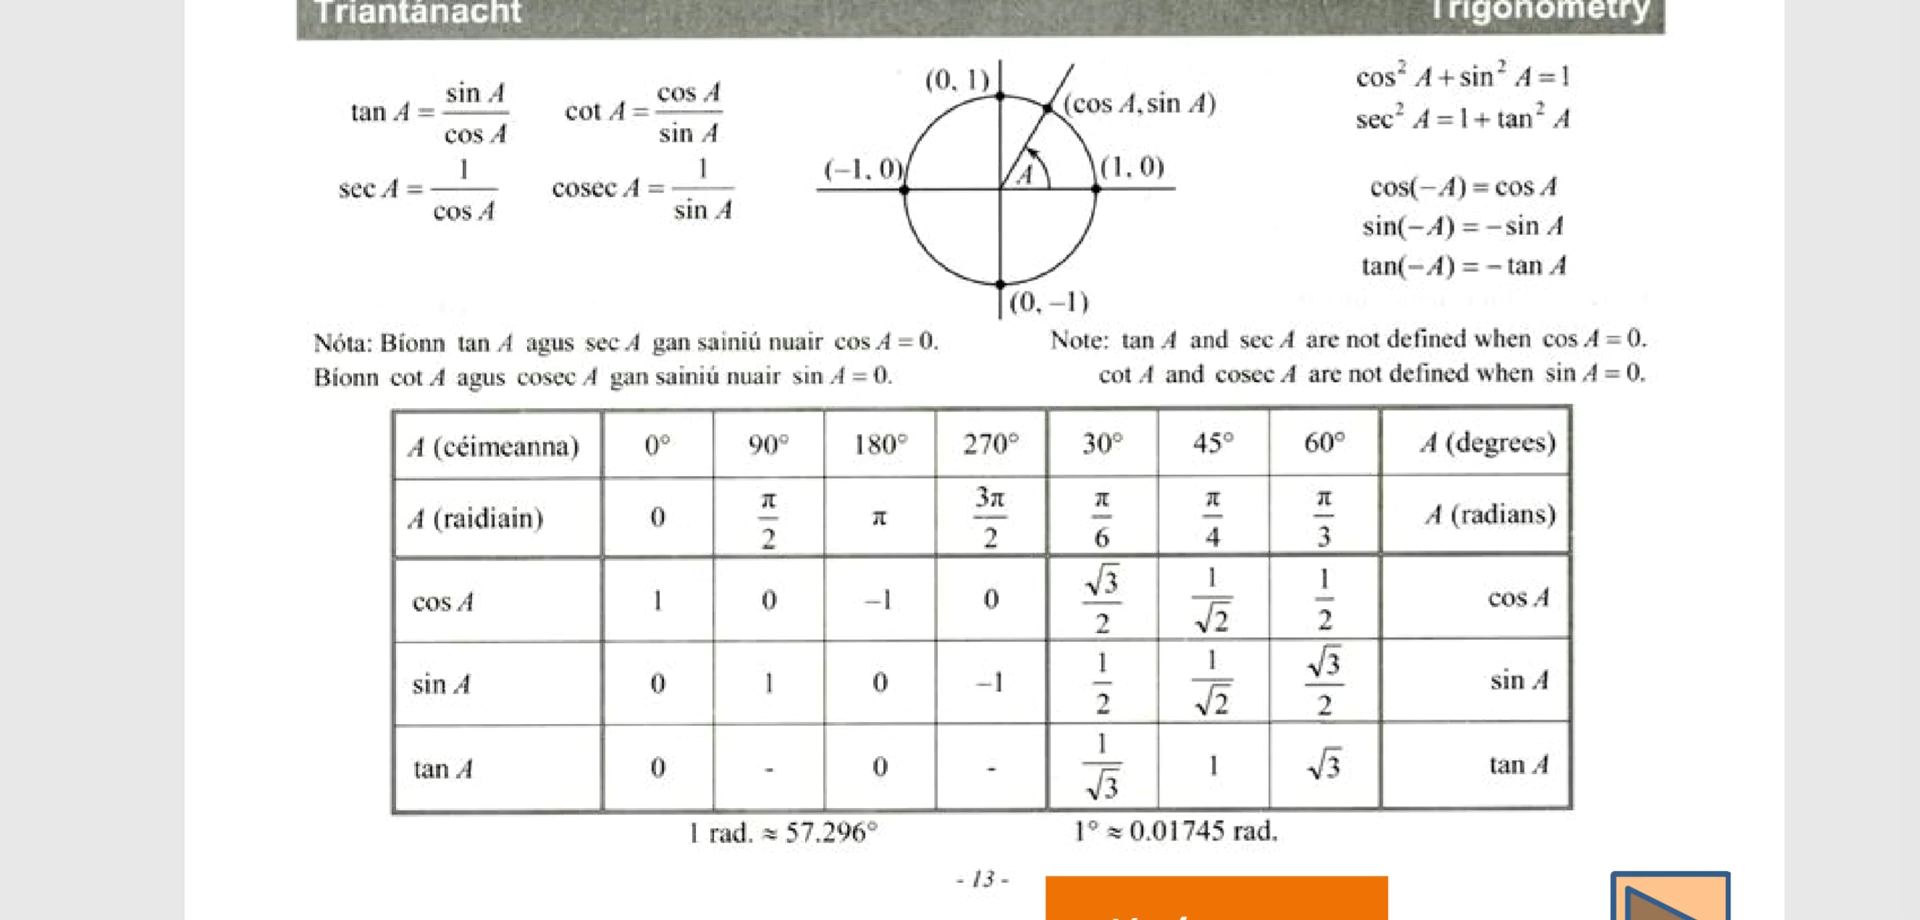 Triantánacht
Trigonometry
tan A = sin A / cos A
cot A = cos A / sin A
sec A = 1 / cos A
cosec A = 1 / sin A
(0, 1)
(cos A, sin A)
(−1, 0)
A
(1, 0)
(0, −1)
cos² A + sin² A = 1
sec² A = 1 + tan² A
cos(−A) = cos A
sin(−A) = − sin A
tan(−A) = − tan A
Nóta: Bíonn tan A agus sec A gan sainiú nuair cos A = 0.
Bíonn cot A agus cosec A gan sainiú nuair sin A = 0.
Note: tan A and sec A are not defined when cos A = 0.
cot A and cosec A are not defined when sin A = 0.
A (céimeanna) 0° 90° 180° 270° 30° 45° 60° A (degrees)
A (raidiain) 0 π/2 π 3π/2 π/6 π/4 π/3 A (radians)
cos A 1 0 −1 0 √3/2 1/√2 1/2 cos A
sin A 0 1 0 −1 1/2 1/√2 √3/2 sin A
tan A 0 - 0 - 1/√3 1 √3 tan A
1 rad. ≈ 57.296°
1° ≈ 0.01745 rad.
- 13 -